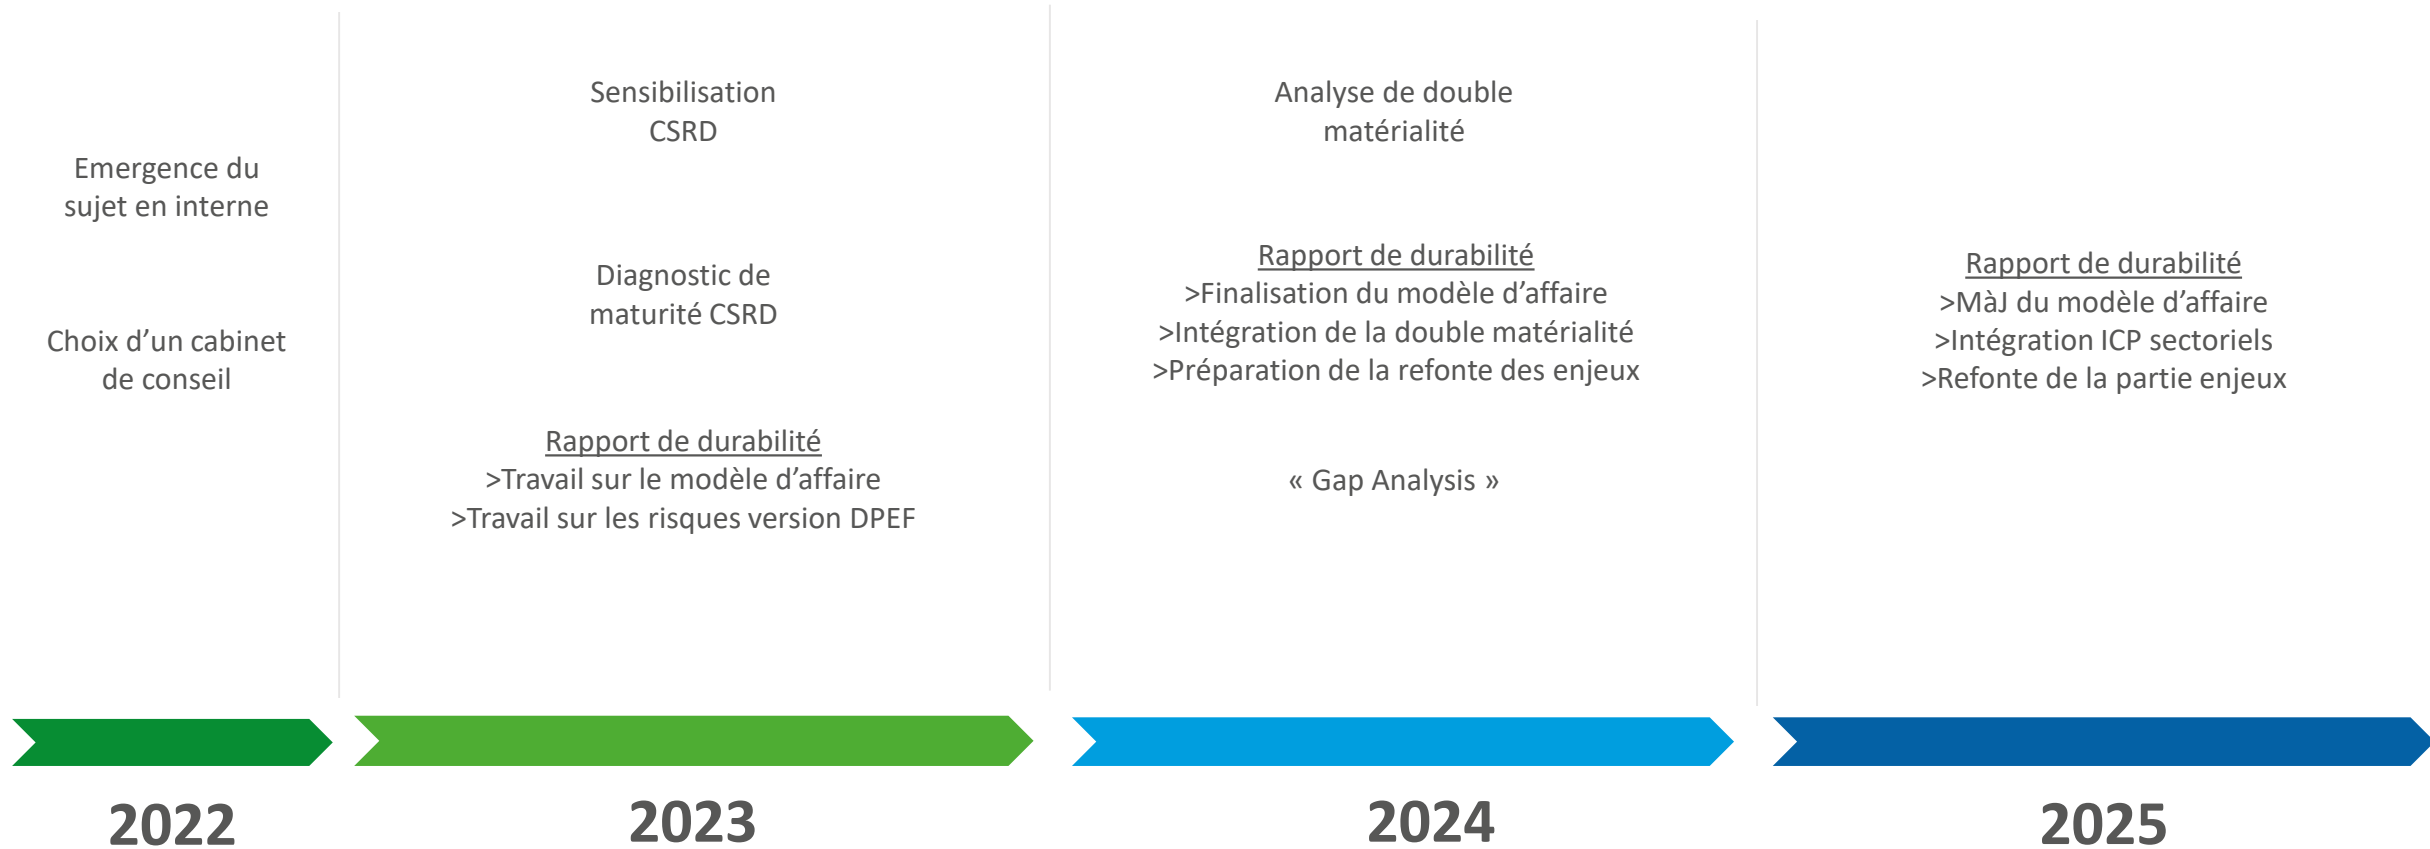 Emergence du
sujet en interne
Choix d’un cabinet
de conseil
Sensibilisation
CSRD
Diagnostic de
maturité CSRD
Rapport de durabilité
>Travail sur le modèle d’affaire
>Travail sur les risques version DPEF
Analyse de double
matérialité
Rapport de durabilité
>Finalisation du modèle d’affaire
>Intégration de la double matérialité
>Préparation de la refonte des enjeux
« Gap Analysis »
Rapport de durabilité
>MàJ du modèle d’affaire
>Intégration ICP sectoriels
>Refonte de la partie enjeux
2022
2023
2024
2025